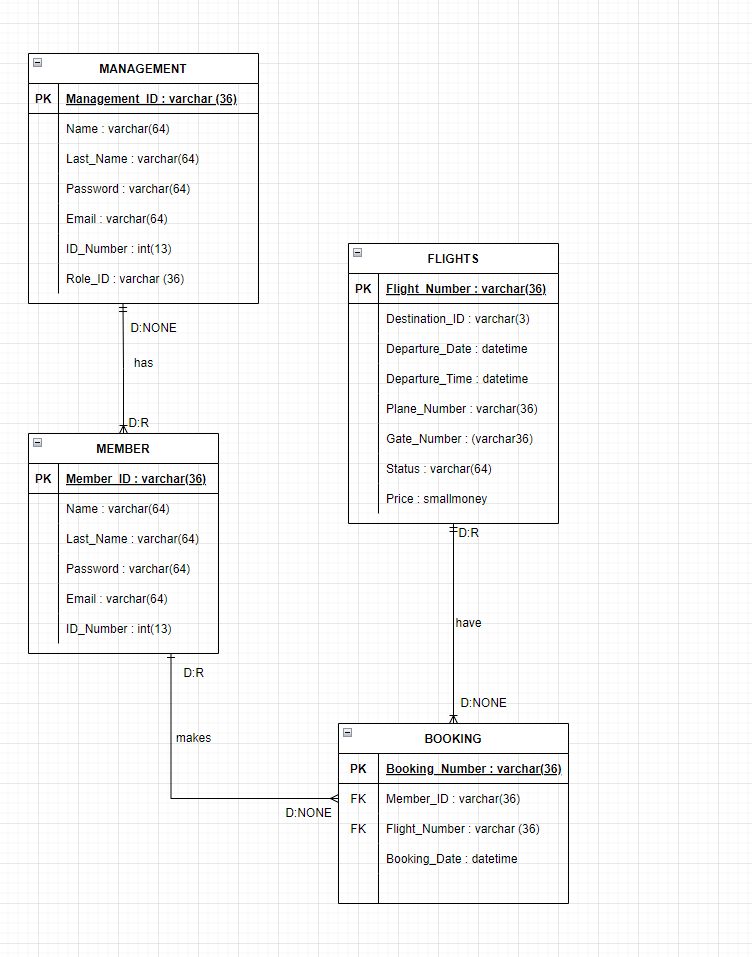 MANAGEMENT
PK Management_ID : varchar (36)
Name : varchar(64)
Last_Name : varchar(64)
Password : varchar(64)
Email : varchar(64)
ID_Number : int(13)
Role_ID : varchar (36)
D:NONE
has
D:R
MEMBER
PK Member_ID : varchar(36)
Name : varchar(64)
Last_Name : varchar(64)
Password : varchar(64)
Email : varchar(64)
ID_Number : int(13)
D:R
makes
D:NONE
FLIGHTS
PK Flight_Number : varchar(36)
Destination_ID : varchar(3)
Departure_Date : datetime
Departure_Time : datetime
Plane_Number : varchar(36)
Gate_Number : (varchar36)
Status : varchar(64)
Price : smallmoney
D:R
have
D:NONE
BOOKING
PK Booking_Number : varchar(36)
FK Member_ID : varchar(36)
FK Flight_Number : varchar (36)
Booking_Date : datetime